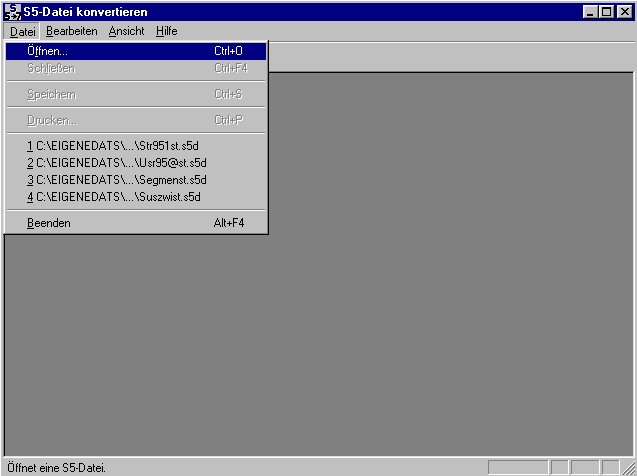 S5-Datei konvertieren
Datei Bearbeiten Ansicht Hilfe
Öffnen... Ctrl+O
Schließen Ctrl+F4
Speichern Ctrl+S
Drucken... Ctrl+P
1 C:\EIGENEDATS\...\Str951st.s5d
2 C:\EIGENEDATS\...\Usr95@st.s5d
3 C:\EIGENEDATS\...\Segmenst.s5d
4 C:\EIGENEDATS\...\Suszwist.s5d
Beenden Alt+F4
Öffnet eine S5-Datei.